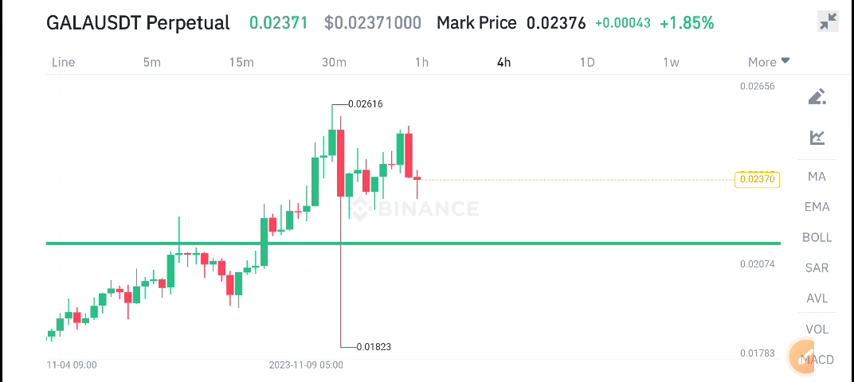 GALAUSDT Perpetual 0.02371 $0.02371000 Mark Price 0.02376 +0.00043 +1.85%
Line 5m 15m 30m 1h 4h 1D 1w More
0.02656
0.02616
MA
0.02370
EMA
BINANCE
BOLL
0.02074
SAR
AVL
VOL
0.01823
0.01783
MACD
11-04 09:00 2023-11-09 05:00